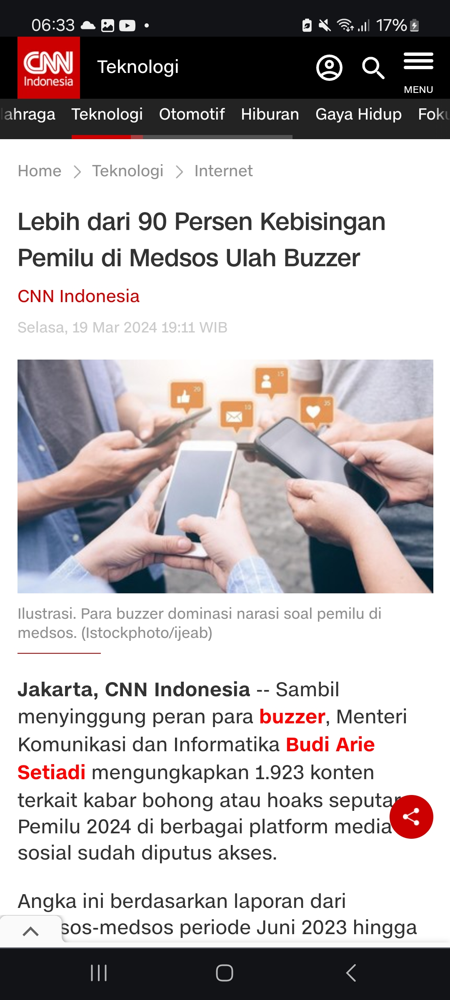 06:33
17%
CNN
Indonesia
Teknologi
MENU
lahraga Teknologi Otomotif Hiburan Gaya Hidup Foku
Home > Teknologi > Internet
Lebih dari 90 Persen Kebisingan
Pemilu di Medsos Ulah Buzzer
CNN Indonesia
Selasa, 19 Mar 2024 19:11 WIB
20
10
15
35
Ilustrasi. Para buzzer dominasi narasi soal pemilu di
medsos. (Istockphoto/ijeab)
Jakarta, CNN Indonesia -- Sambil
menyinggung peran para buzzer, Menteri
Komunikasi dan Informatika Budi Arie
Setiadi mengungkapkan 1.923 konten
terkait kabar bohong atau hoaks seputar
Pemilu 2024 di berbagai platform media
sosial sudah diputus akses.
Angka ini berdasarkan laporan dari
sos-medsos periode Juni 2023 hingga